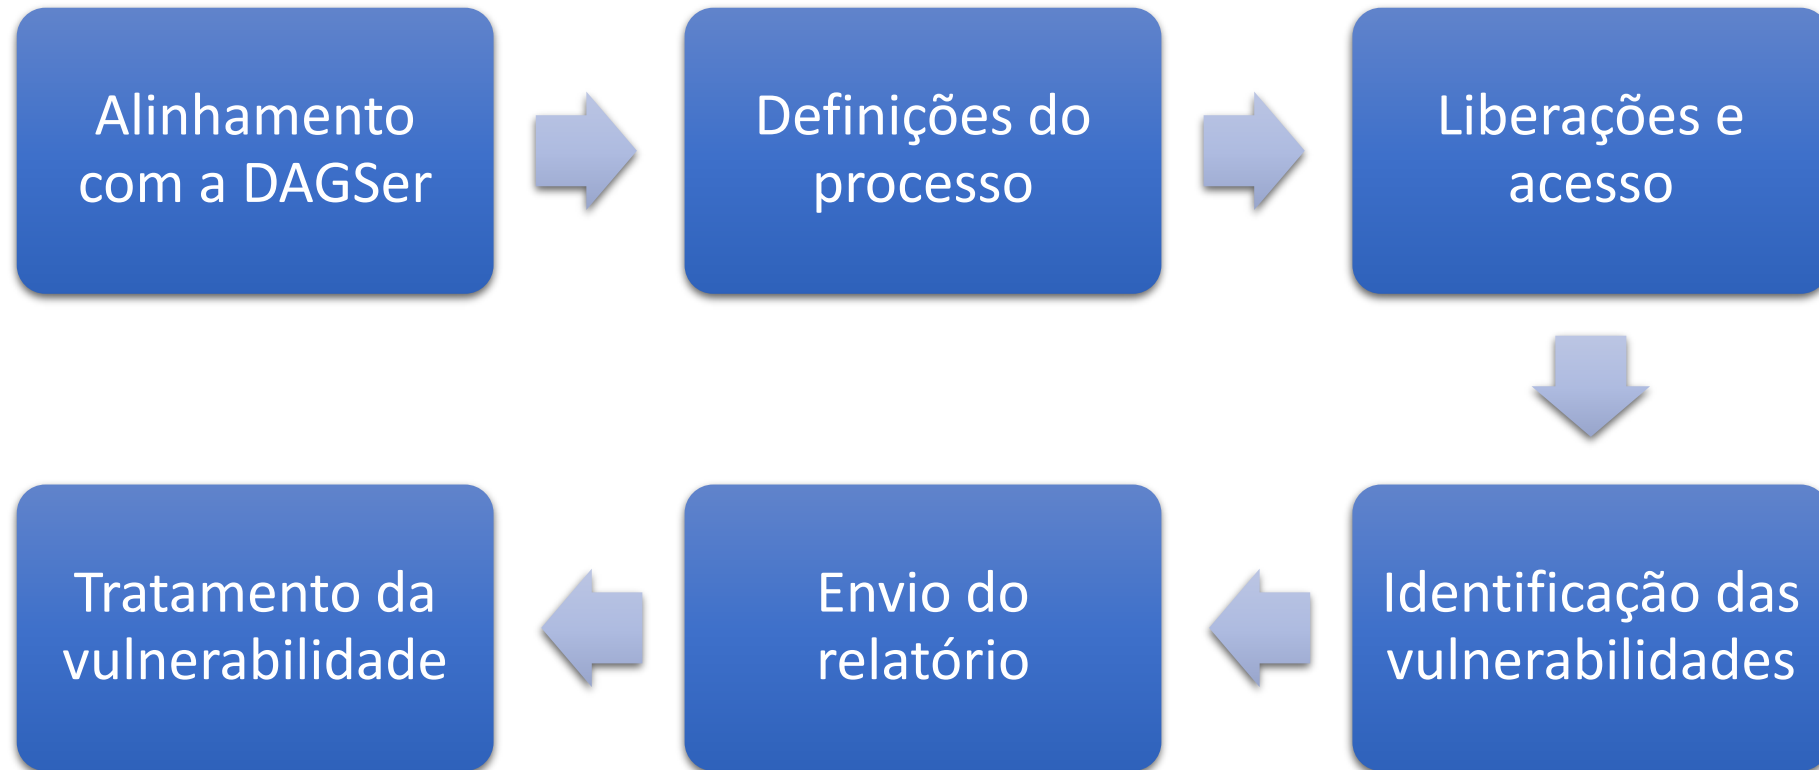 Alinhamento
com a DAGSer
Definições do
processo
Liberações e
acesso
Identificação das
vulnerabilidades
Envio do
relatório
Tratamento da
vulnerabilidade